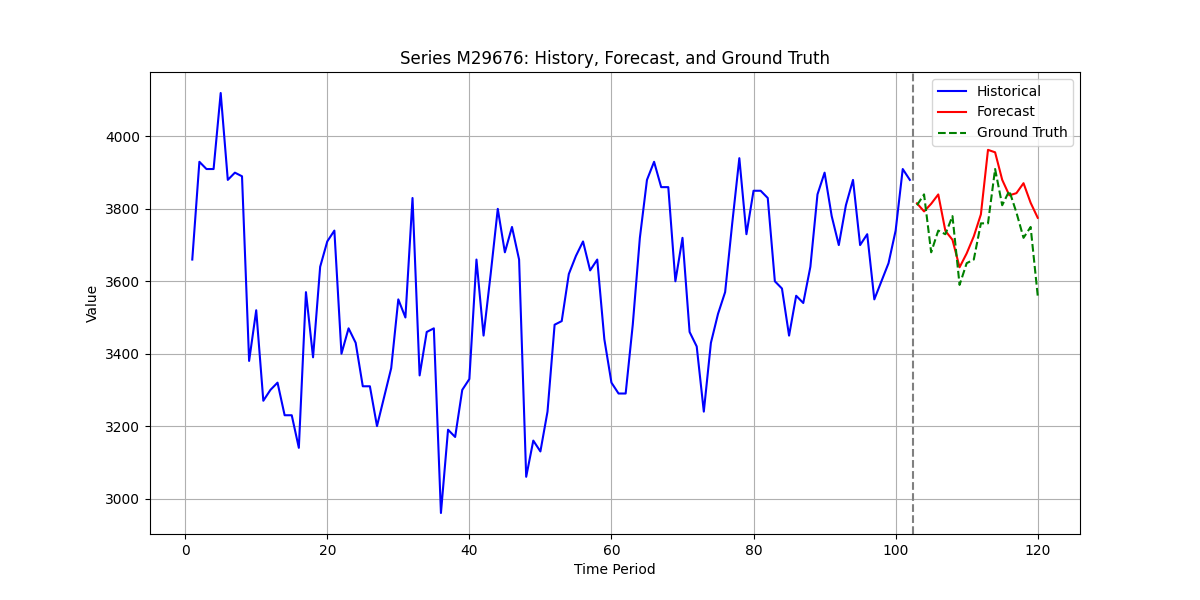 Series M29676: History, Forecast, and Ground Truth
Historical
Forecast
Ground Truth
Value
4000
3800
3600
3400
3200
3000
0
20
40
60
80
100
120
Time Period